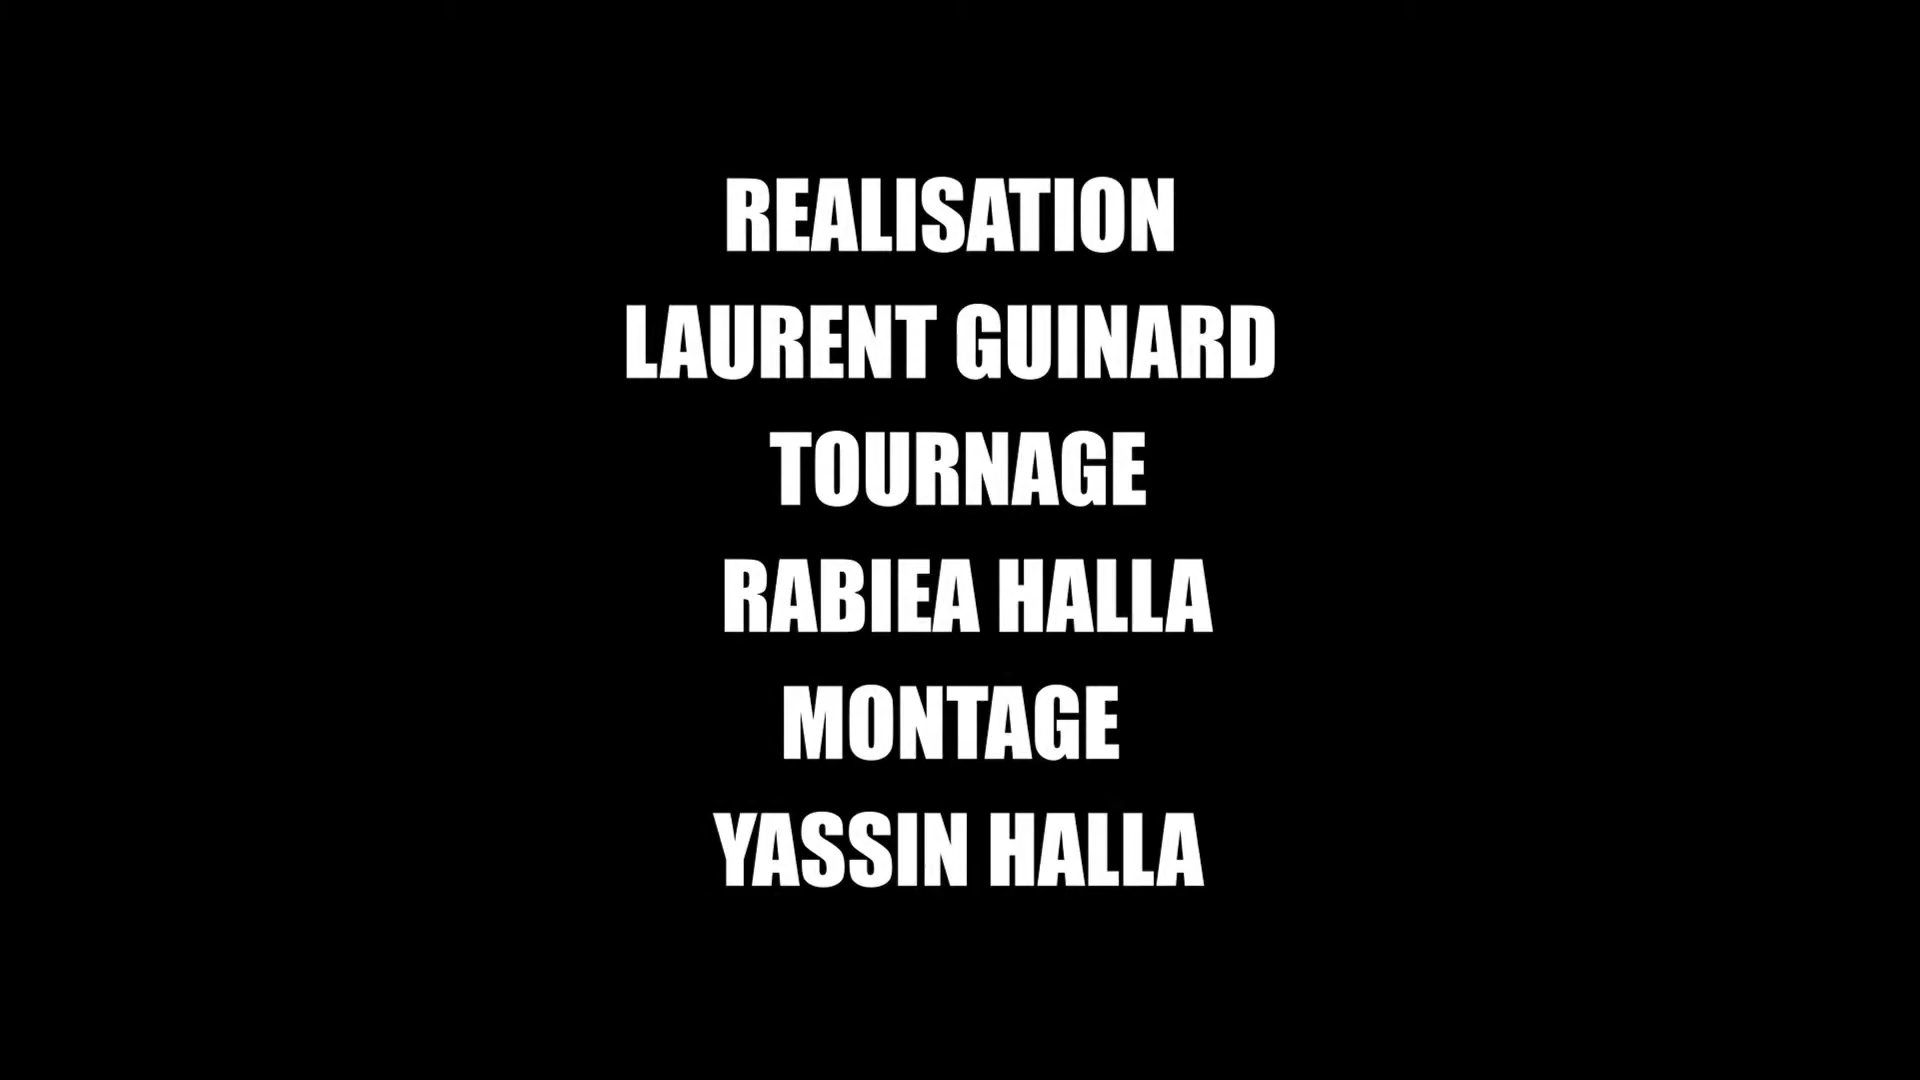 REALISATION
LAURENT GUINARD
TOURNAGE
RABIEA HALLA
MONTAGE
YASSIN HALLA